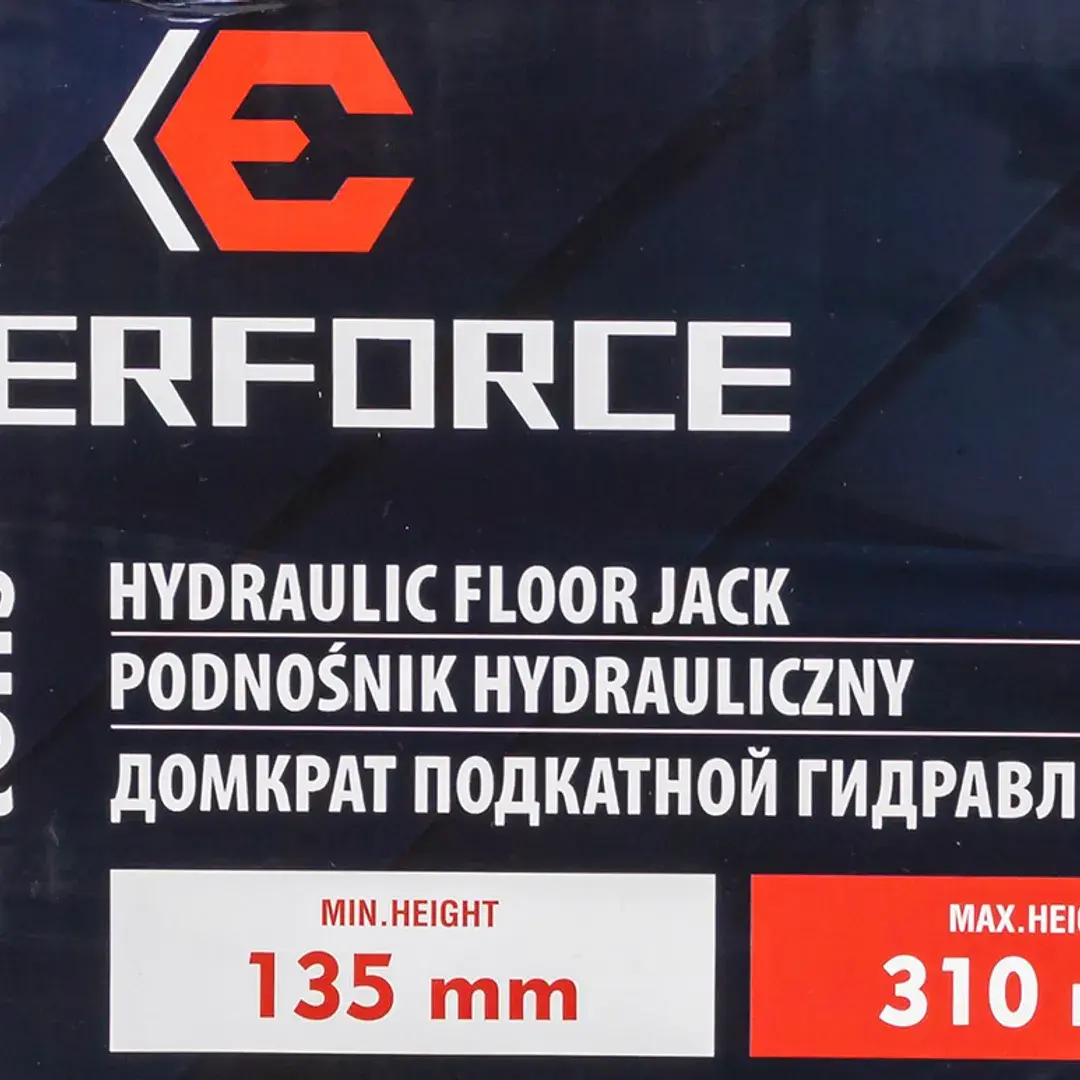 ERFORCE
HYDRAULIC FLOOR JACK
PODNOŚNIK HYDRAULICZNY
ДОМКРАТ ПОДКАТНОЙ ГИДРАВЛ
MIN.HEIGHT
135 mm
MAX.HEI
310